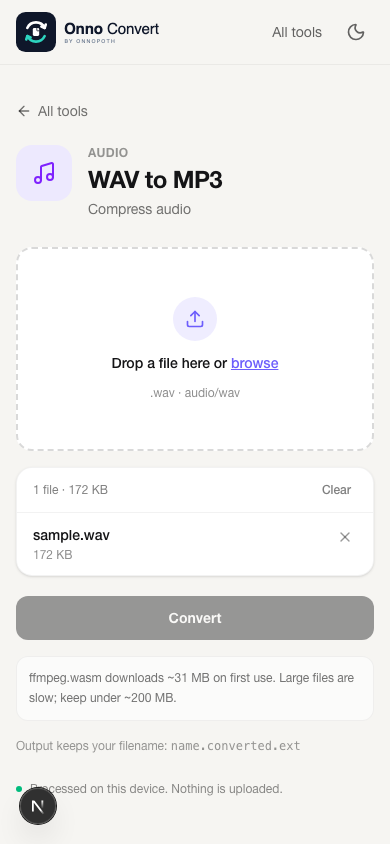 Onno Convert
BY ONNOPOTH
All tools
All tools
AUDIO
WAV to MP3
Compress audio
Drop a file here or browse
.wav · audio/wav
1 file · 172 KB
Clear
sample.wav
172 KB
Convert
ffmpeg.wasm downloads ~31 MB on first use. Large files are
slow; keep under ~200 MB.
Output keeps your filename: name.converted.ext
Processed on this device. Nothing is uploaded.
N